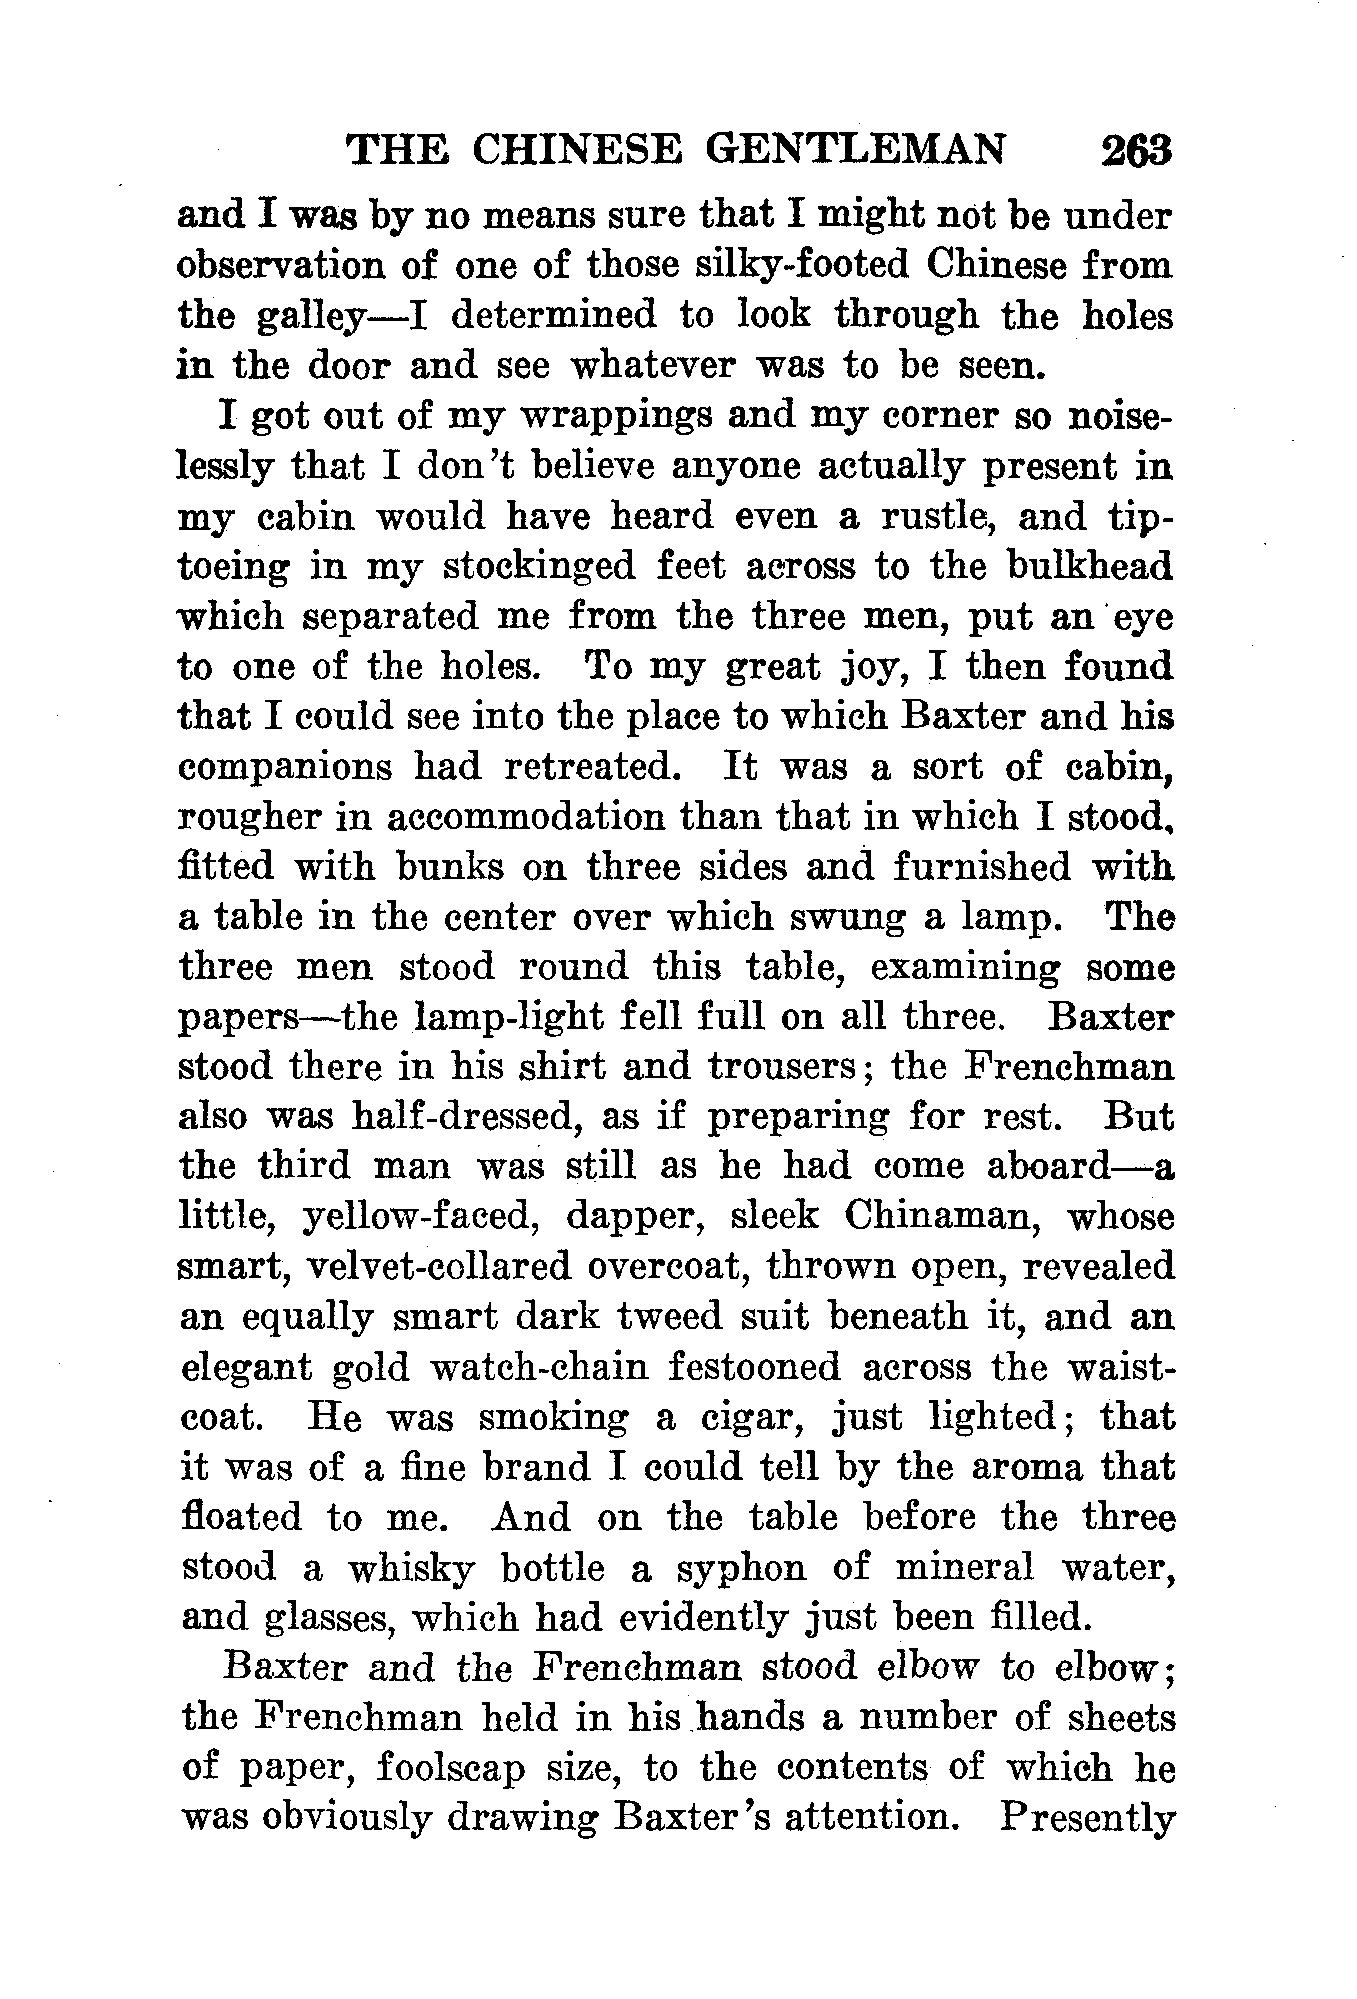 THE CHINESE GENTLEMAN 263
and I was by no means sure that I might not be under
observation of one of those silky-footed Chinese from
the galley—I determined to look through the holes
in the door and see whatever was to be seen.
I got out of my wrappings and my corner so noise-
lessly that I don't believe anyone actually present in
my cabin would have heard even a rustle, and tip-
toeing in my stockinged feet across to the bulkhead
which separated me from the three men, put an eye
to one of the holes. To my great joy, I then found
that I could see into the place to which Baxter and his
companions had retreated. It was a sort of cabin,
rougher in accommodation than that in which I stood,
fitted with bunks on three sides and furnished with
a table in the center over which swung a lamp. The
three men stood round this table, examining some
papers—the lamp-light fell full on all three. Baxter
stood there in his shirt and trousers; the Frenchman
also was half-dressed, as if preparing for rest. But
the third man was still as he had come aboard—a
little, yellow-faced, dapper, sleek Chinaman, whose
smart, velvet-collared overcoat, thrown open, revealed
an equally smart dark tweed suit beneath it, and an
elegant gold watch-chain festooned across the waist-
coat. He was smoking a cigar, just lighted; that
it was of a fine brand I could tell by the aroma that
floated to me. And on the table before the three
stood a whisky bottle a syphon of mineral water,
and glasses, which had evidently just been filled.
Baxter and the Frenchman stood elbow to elbow;
the Frenchman held in his hands a number of sheets
of paper, foolscap size, to the contents of which he
was obviously drawing Baxter's attention. Presently